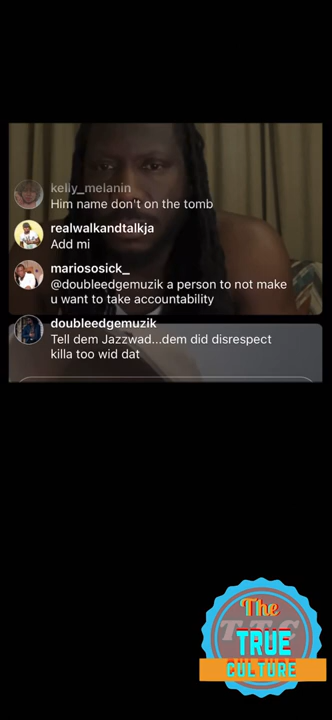 kelly_melanin
Him name don't on the tomb
realwalkandtalkja
Add mi
mariososick_
@doubleedgemuzik a person to not make
u want to take accountability
doubleedgemuzik
Tell dem Jazzwad...dem did disrespect
killa too wid dat
The
T.T.C
TRUE
CULTURE